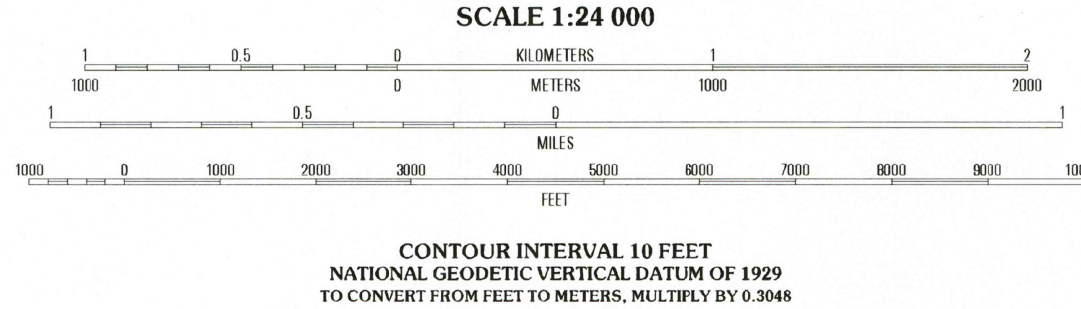 SCALE 1:24 000
1 0.5 0 KILOMETERS 1 2
1000 0 METERS 1000 2000
1 0.5 0 1
MILES
1000 0 1000 2000 3000 4000 5000 6000 7000 8000 9000
FEET
CONTOUR INTERVAL 10 FEET
NATIONAL GEODETIC VERTICAL DATUM OF 1929
TO CONVERT FROM FEET TO METERS, MULTIPLY BY 0.3048